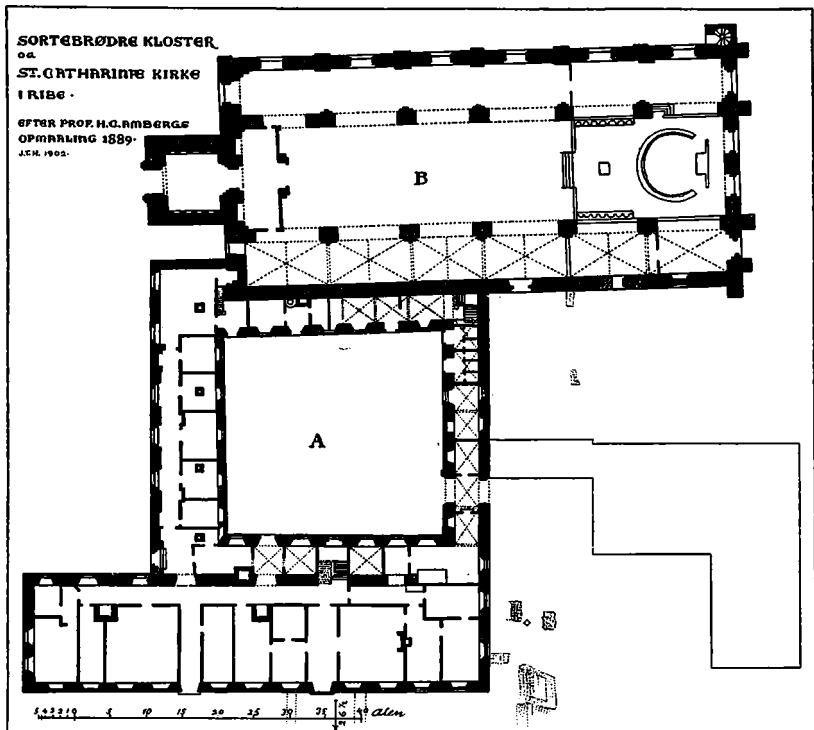 SORTEBRØDRE KLOSTER
OG
ST. CATHARINÆ KIRKE
I RIBE.
EFTER PROF. H.C. AMBERGS
OPMAALING 1889.
J.T.H. 1902.
B
A
5 4 3 2 1 0 5 10 15 20 25 30 35 40 alen